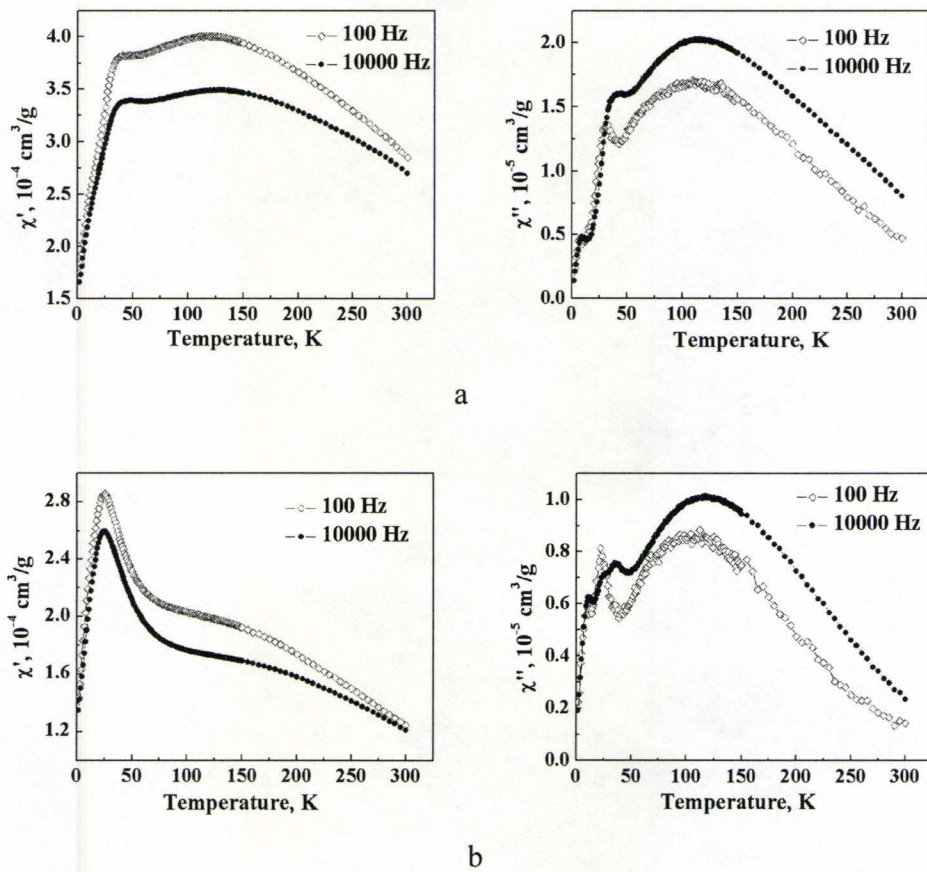 4.0
3.5
3.0
2.5
2.0
1.5
χ', 10⁻⁴ cm³/g
100 Hz
10000 Hz
0 50 100 150 200 250 300
Temperature, K
2.0
1.5
1.0
0.5
0.0
χ'', 10⁻⁵ cm³/g
100 Hz
10000 Hz
0 50 100 150 200 250 300
Temperature, K
a
2.8
2.4
2.0
1.6
1.2
χ', 10⁻⁴ cm³/g
100 Hz
10000 Hz
0 50 100 150 200 250 300
Temperature, K
1.0
0.8
0.6
0.4
0.2
0.0
χ'', 10⁻⁵ cm³/g
100 Hz
10000 Hz
0 50 100 150 200 250 300
Temperature, K
b